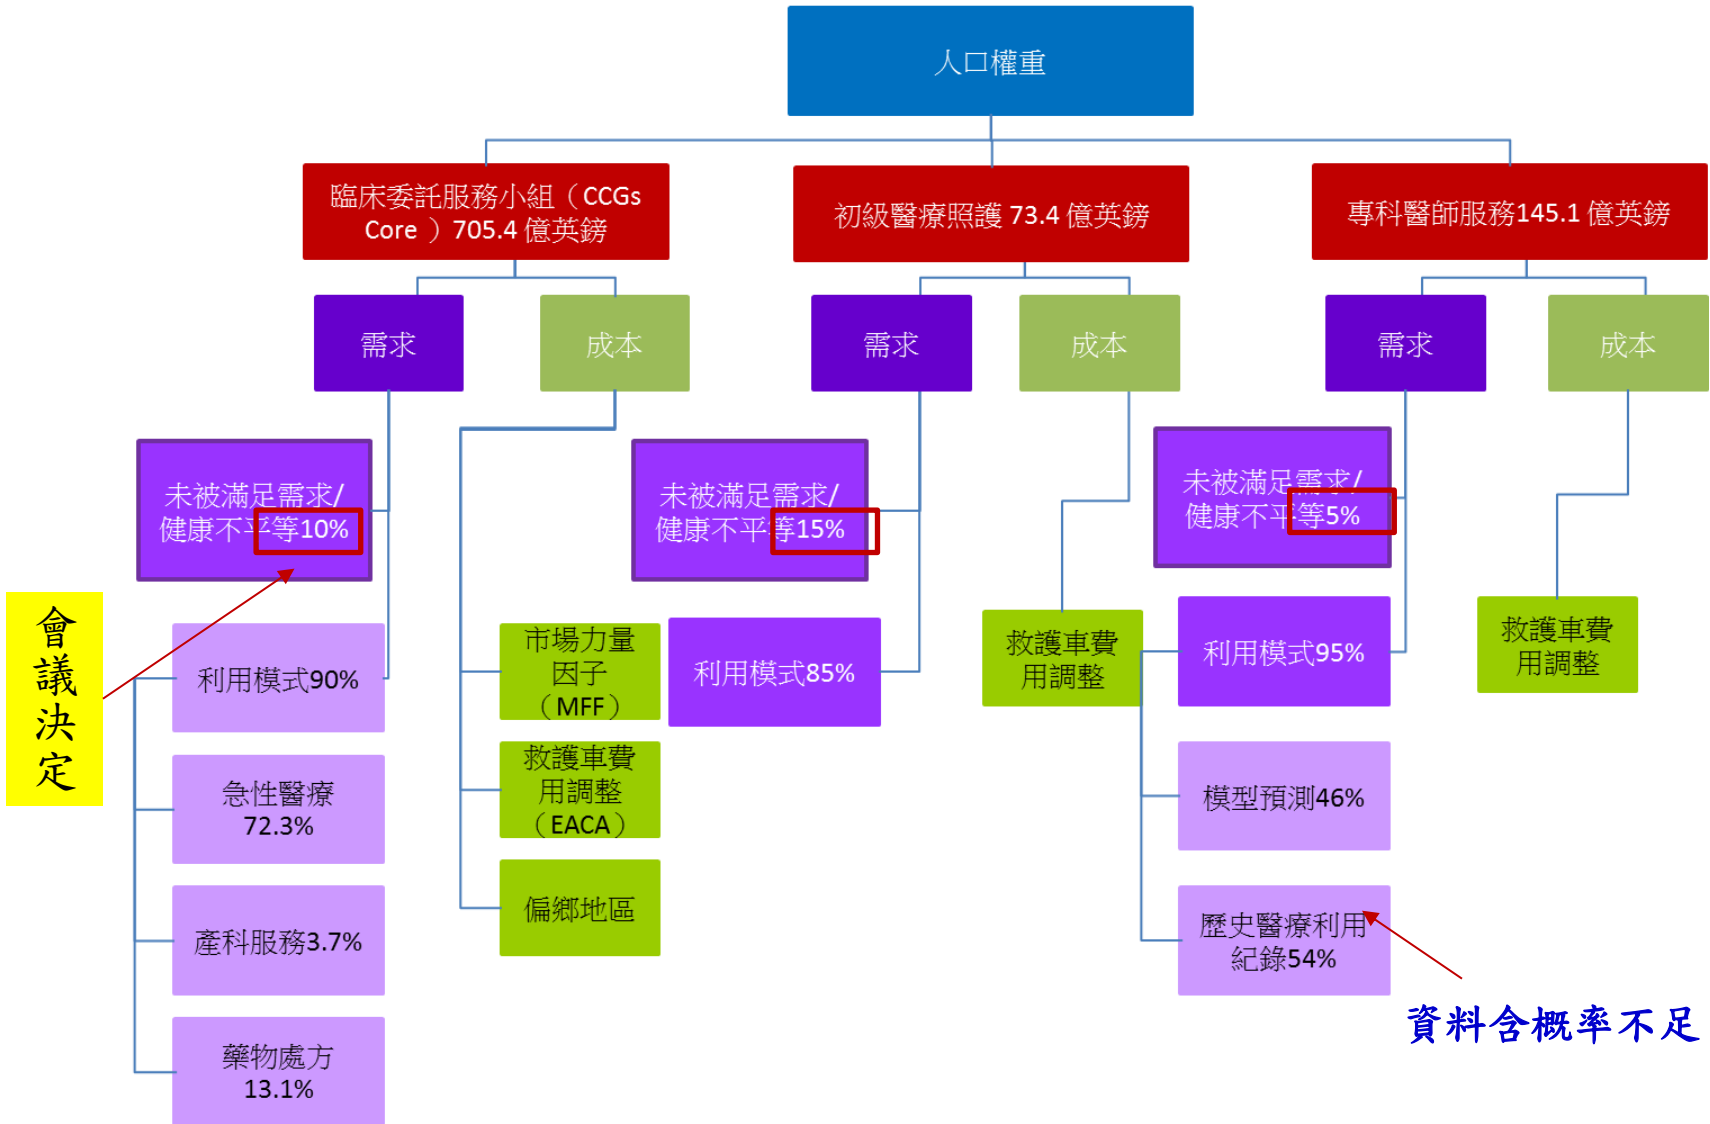 人口權重
臨床委託服務小組（CCGs
Core ）705.4 億英鎊
初級醫療照護 73.4 億英鎊
專科醫師服務145.1 億英鎊
需求
成本
需求
成本
需求
成本
未被滿足需求/
健康不平等10%
未被滿足需求/
健康不平等15%
未被滿足需求/
健康不平等5%
會
議
決
定
利用模式90%
急性醫療
72.3%
產科服務3.7%
藥物處方
13.1%
市場力量
因子
（MFF）
救護車費
用調整
（EACA）
偏鄉地區
利用模式85%
救護車費
用調整
利用模式95%
模型預測46%
歷史醫療利用
紀錄54%
救護車費
用調整
資料含概率不足